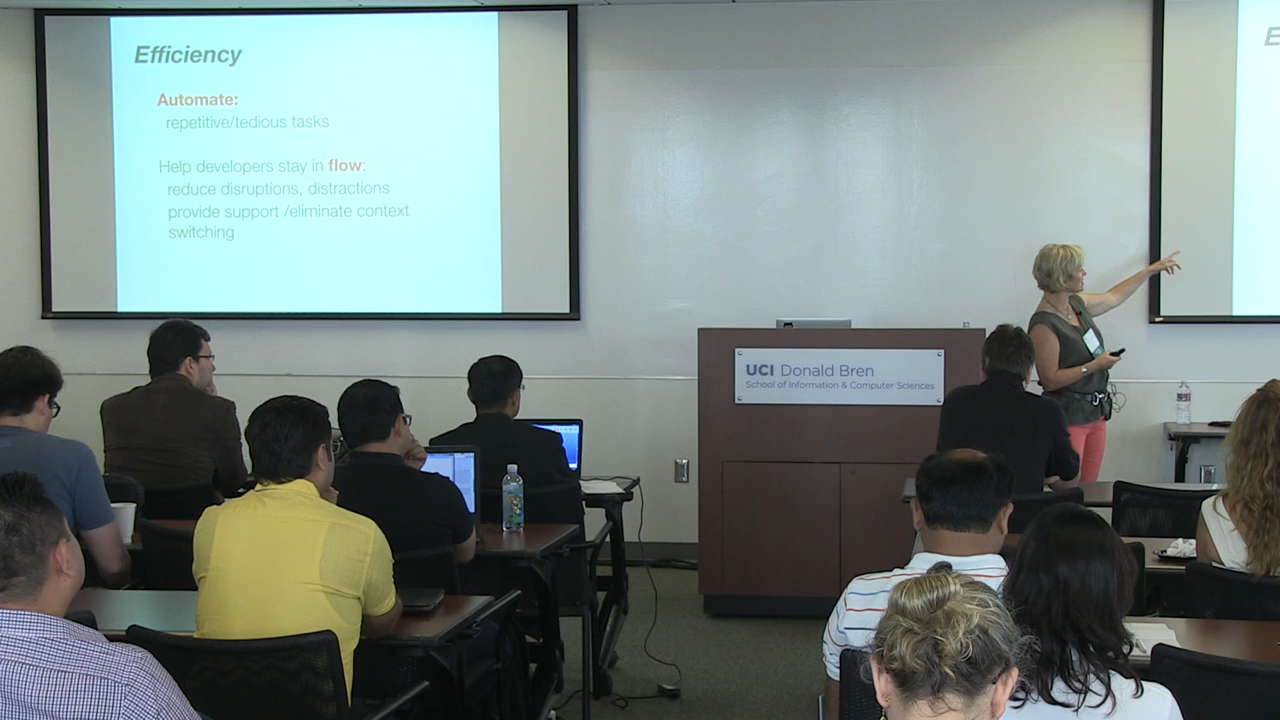 Efficiency
Automate:
repetitive/tedious tasks
Help developers stay in flow:
reduce disruptions, distractions
provide support /eliminate context
switching
E
UCI Donald Bren
School of Information & Computer Sciences